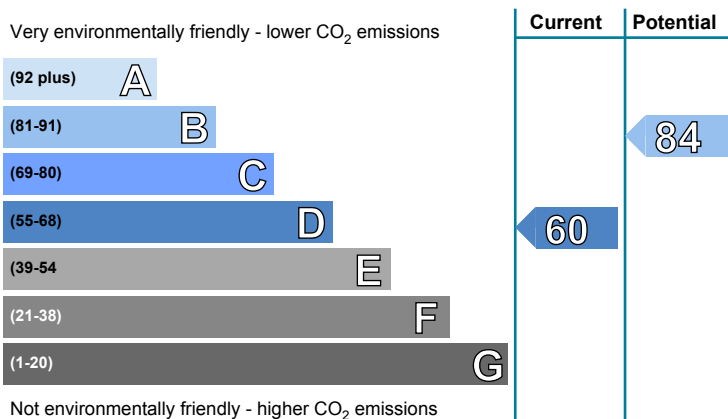 Current Potential
Very environmentally friendly - lower CO2 emissions
(92 plus) A
(81-91) B
84
(69-80) C
(55-68) D
60
(39-54 E
(21-38) F
(1-20) G
Not environmentally friendly - higher CO2 emissions